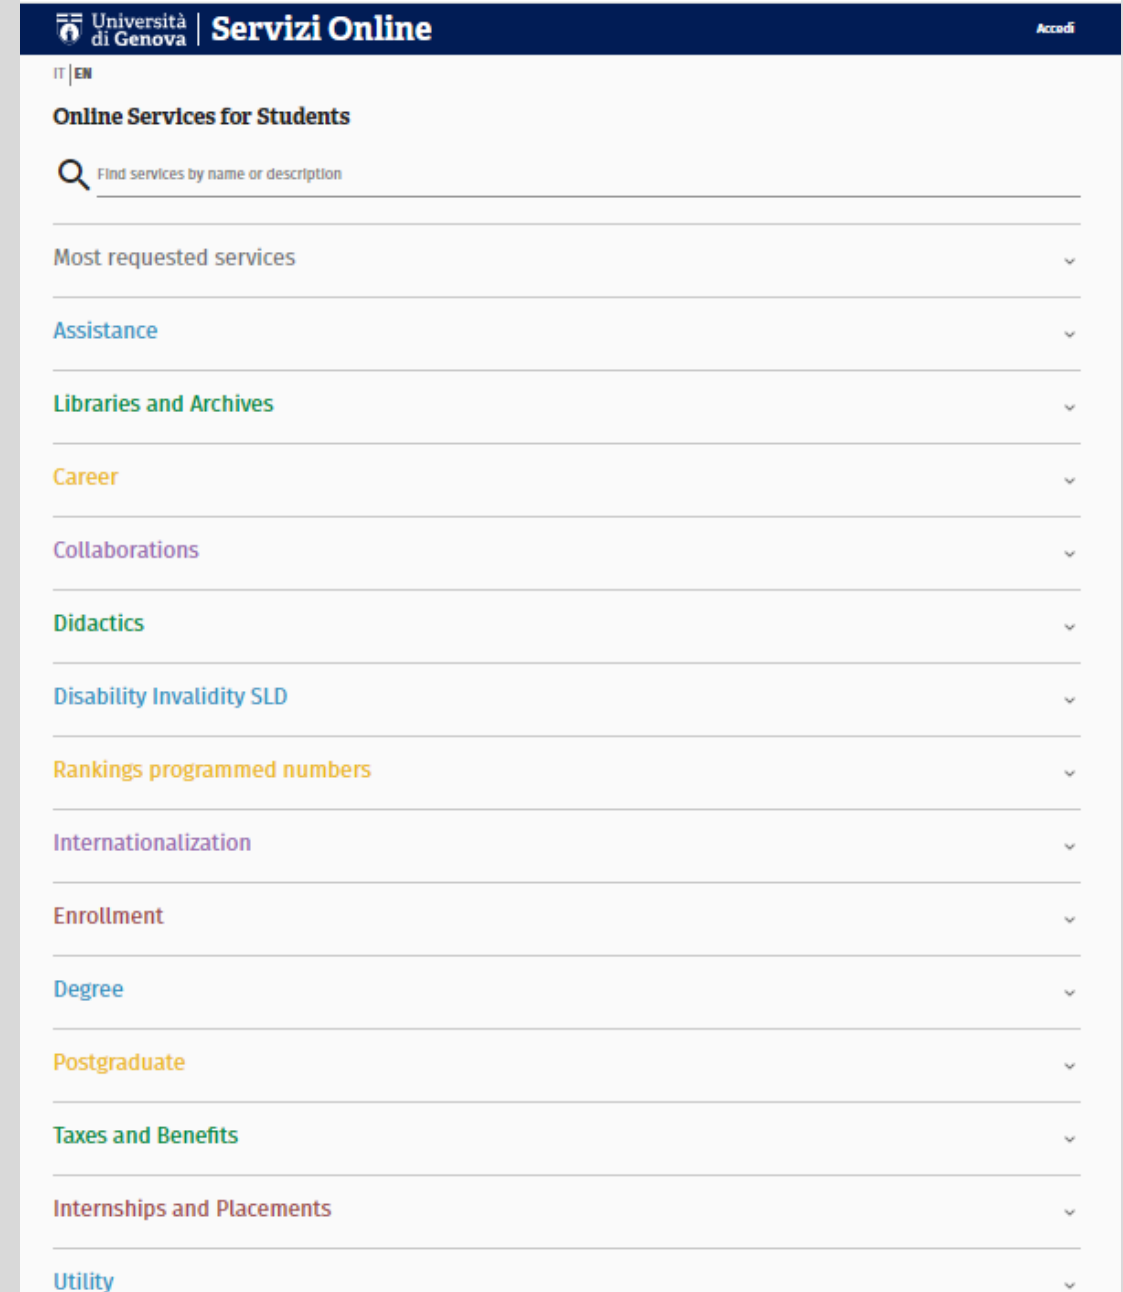 Università
di Genova
Servizi Online
Accedi
IT|EN
Online Services for Students
Find services by name or description
Most requested services
Assistance
Libraries and Archives
Career
Collaborations
Didactics
Disability Invalidity SLD
Rankings programmed numbers
Internationalization
Enrollment
Degree
Postgraduate
Taxes and Benefits
Internships and Placements
Utility